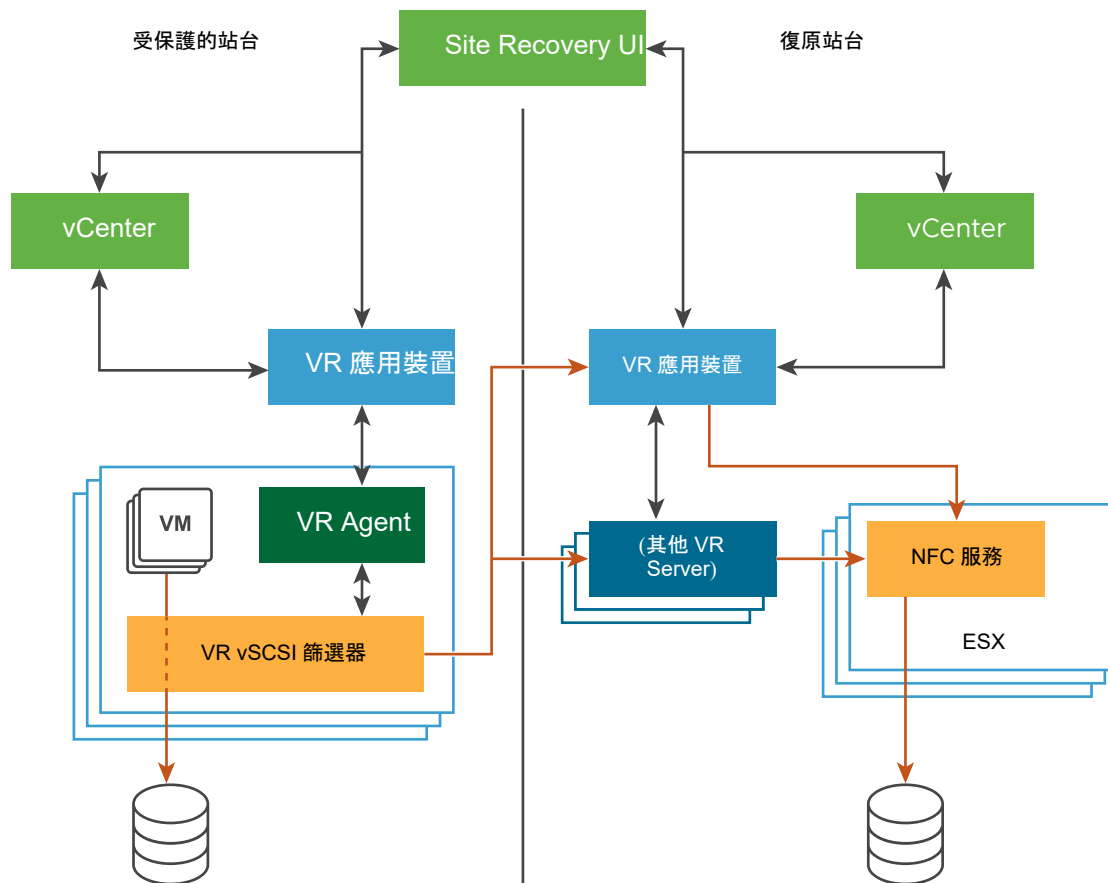 受保護的站台
Site Recovery UI
復原站台
vCenter
vCenter
VR 應用裝置
VR 應用裝置
VM
VR Agent
(其他 VR
Server)
NFC 服務
VR vSCSI 篩選器
ESX